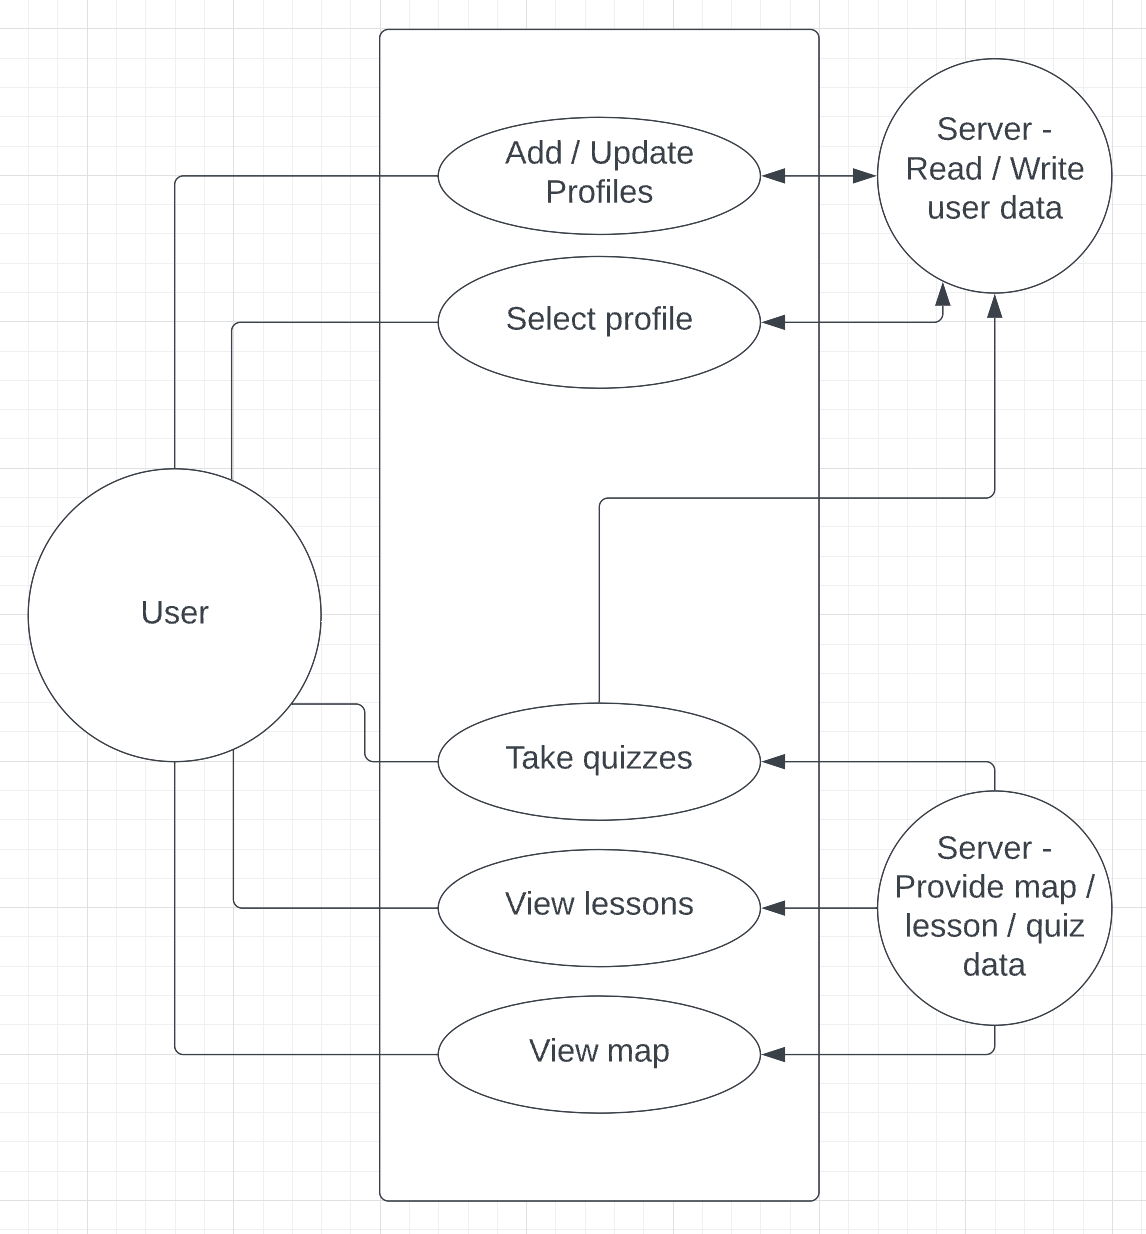 Add / Update
Profiles
Server -
Read / Write
user data
Select profile
User
Take quizzes
View lessons
Server -
Provide map /
lesson / quiz
data
View map